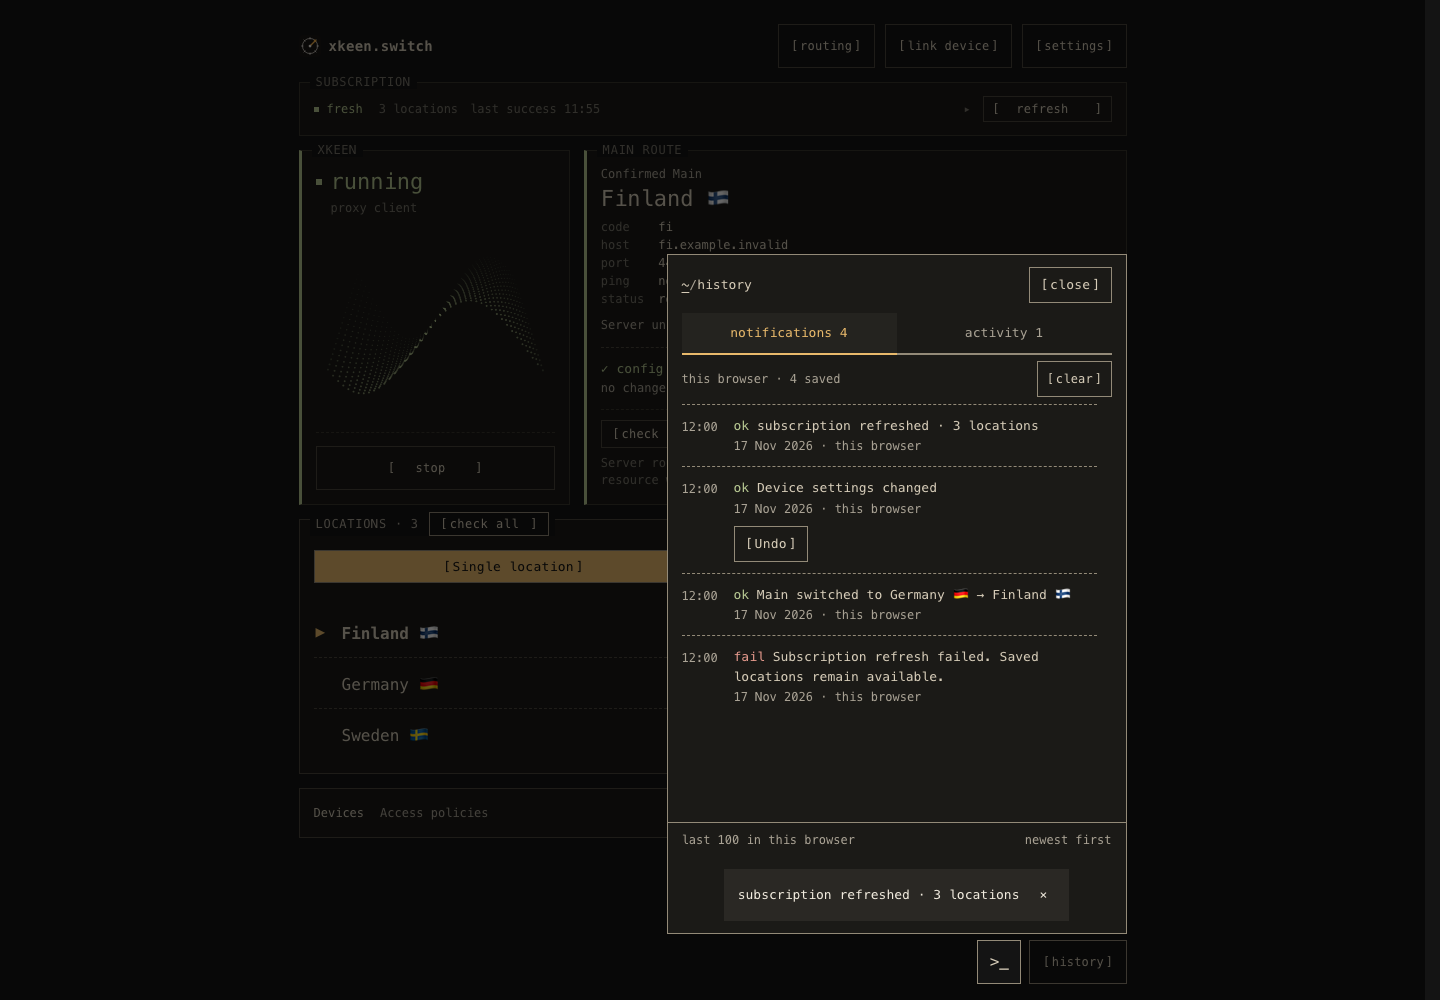 xkeen.switch
[routing] [link device] [settings]
SUBSCRIPTION
fresh 3 locations last success 11:55 ▸ [ refresh ]
XKEEN
running
proxy client
[ stop ]
MAIN ROUTE
Confirmed Main
Finland 🇫🇮
code fi
host fi.example.invalid
port
ping
status
Server
✓ config
no change
[check
Server
resource
LOCATIONS · 3 [check all ]
[Single location]
▶ Finland 🇫🇮
Germany 🇩🇪
Sweden 🇸🇪
Devices Access policies
~/history [close]
notifications 4 activity 1
this browser · 4 saved [clear]
12:00 ok subscription refreshed · 3 locations
17 Nov 2026 · this browser
12:00 ok Device settings changed
17 Nov 2026 · this browser
[Undo]
12:00 ok Main switched to Germany 🇩🇪 → Finland 🇫🇮
17 Nov 2026 · this browser
12:00 fail Subscription refresh failed. Saved
locations remain available.
17 Nov 2026 · this browser
last 100 in this browser newest first
subscription refreshed · 3 locations ×
>_ [history]